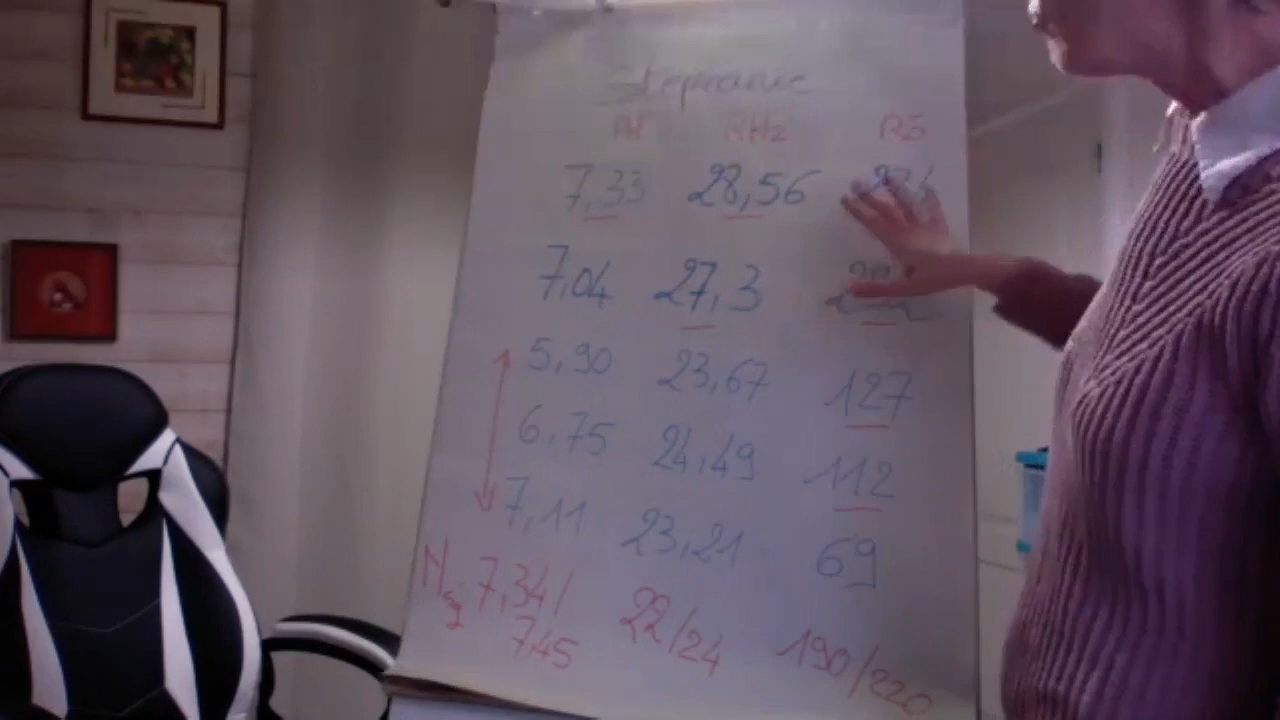 Stephanie
PH RH2 RÔ
7,33 28,56
7,04 27,3
5,90 23,67 127
6,75 24,49 112
7,11 23,21 69
7,34/ 22/24 190/220
7,45